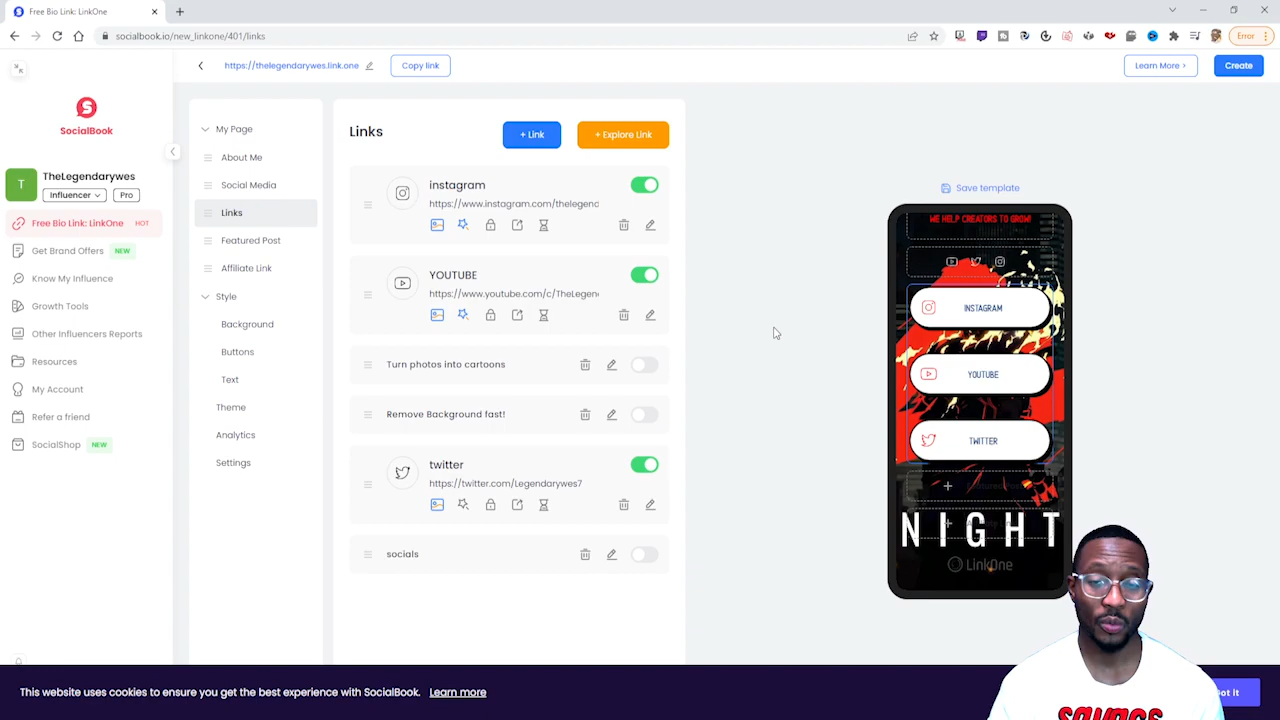 Free Bio Link: LinkOne
socialbook.io/new_linkone/401/links
Error
https://thelegendarywes.link.one
Copy link
Learn More >
Create
SocialBook
T
TheLegendarywes
Influencer
Pro
Free Bio Link: LinkOne
HOT
Get Brand Offers
NEW
Know My Influence
Growth Tools
Other Influencers Reports
Resources
My Account
Refer a friend
SocialShop
NEW
My Page
About Me
Social Media
Links
Featured Post
Affiliate Link
Style
Background
Buttons
Text
Theme
Analytics
Settings
Links
+ Link
+ Explore Link
instagram
https://www.instagram.com/thelegend
YOUTUBE
https://www.youtube.com/c/TheLegen
Turn photos into cartoons
Remove Background fast!
twitter
https://twitter.com/Legendarywes7
socials
Save template
WE HELP CREATORS TO GROW!
INSTAGRAM
YOUTUBE
TWITTER
NIGHT
LinkOne
This website uses cookies to ensure you get the best experience with SocialBook.
Learn more
ot it